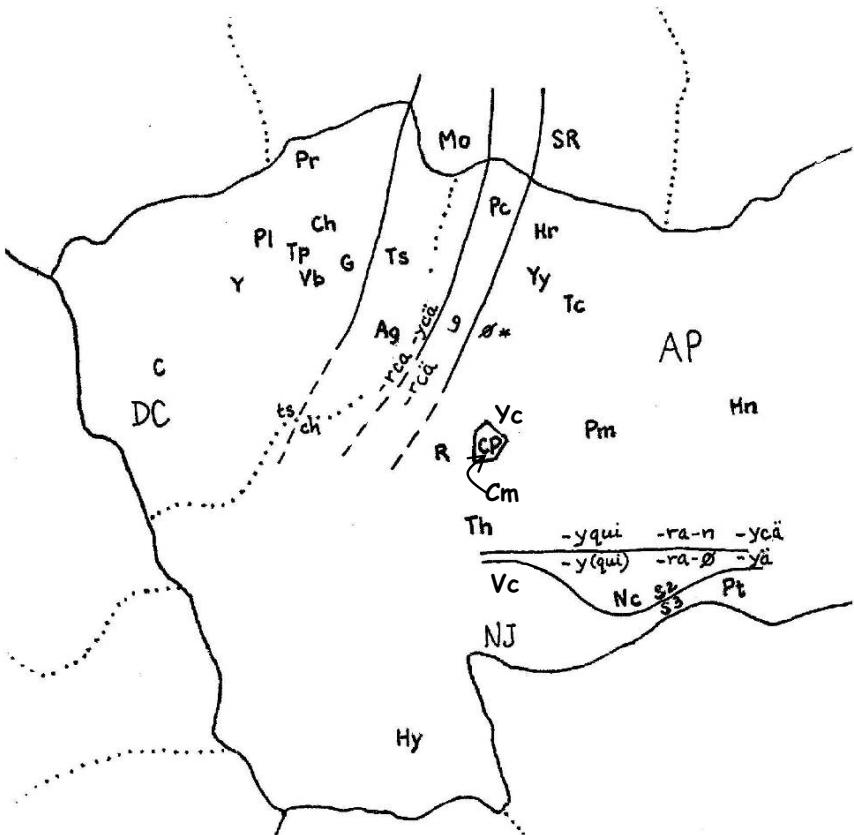 Mo
SR
Pr
Pc
Ch
Hr
Pl
Tp
G
Ts
Y
Vb
Yy
Tc
Ag
-rca -ycä
g
ø*
AP
-rcä
C
DC
ts
ch
Yc
Hn
Pm
R
CP
Cm
Th
-yqui -ra-n -ycä
-y(qui) -ra-ø -yä
Vc
Nc
S2
S3
Pt
NJ
Hy